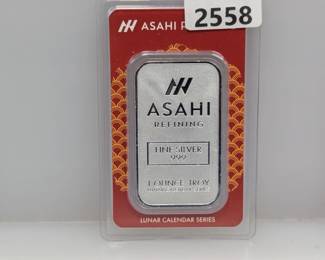 2558
ASAHI
ASAHI
REFINING
FINE SILVER
999
1 OUNCE TROY
LUNAR CALENDAR SERIES